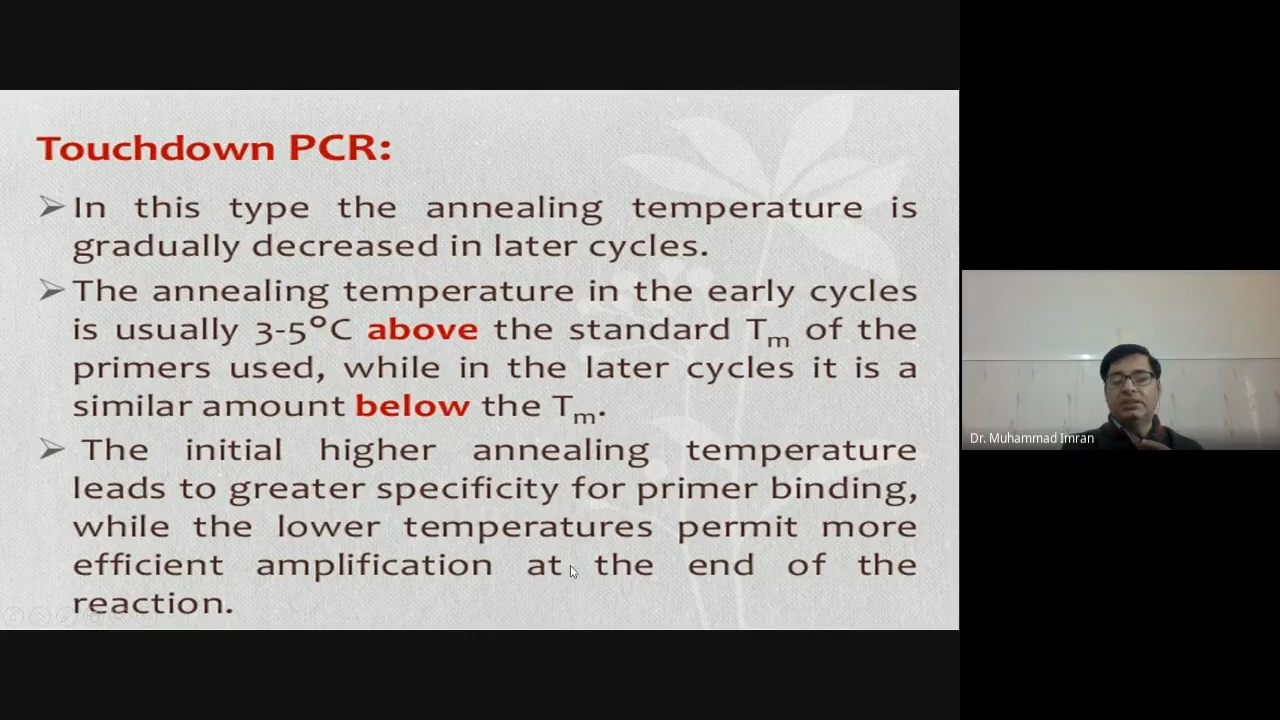 Touchdown PCR:
➢ In this type the annealing temperature is
gradually decreased in later cycles.
➢ The annealing temperature in the early cycles
is usually 3-5°C above the standard Tm of the
primers used, while in the later cycles it is a
similar amount below the Tm.
➢ The initial higher annealing temperature
leads to greater specificity for primer binding,
while the lower temperatures permit more
efficient amplification at the end of the
reaction.
Dr. Muhammad Imran